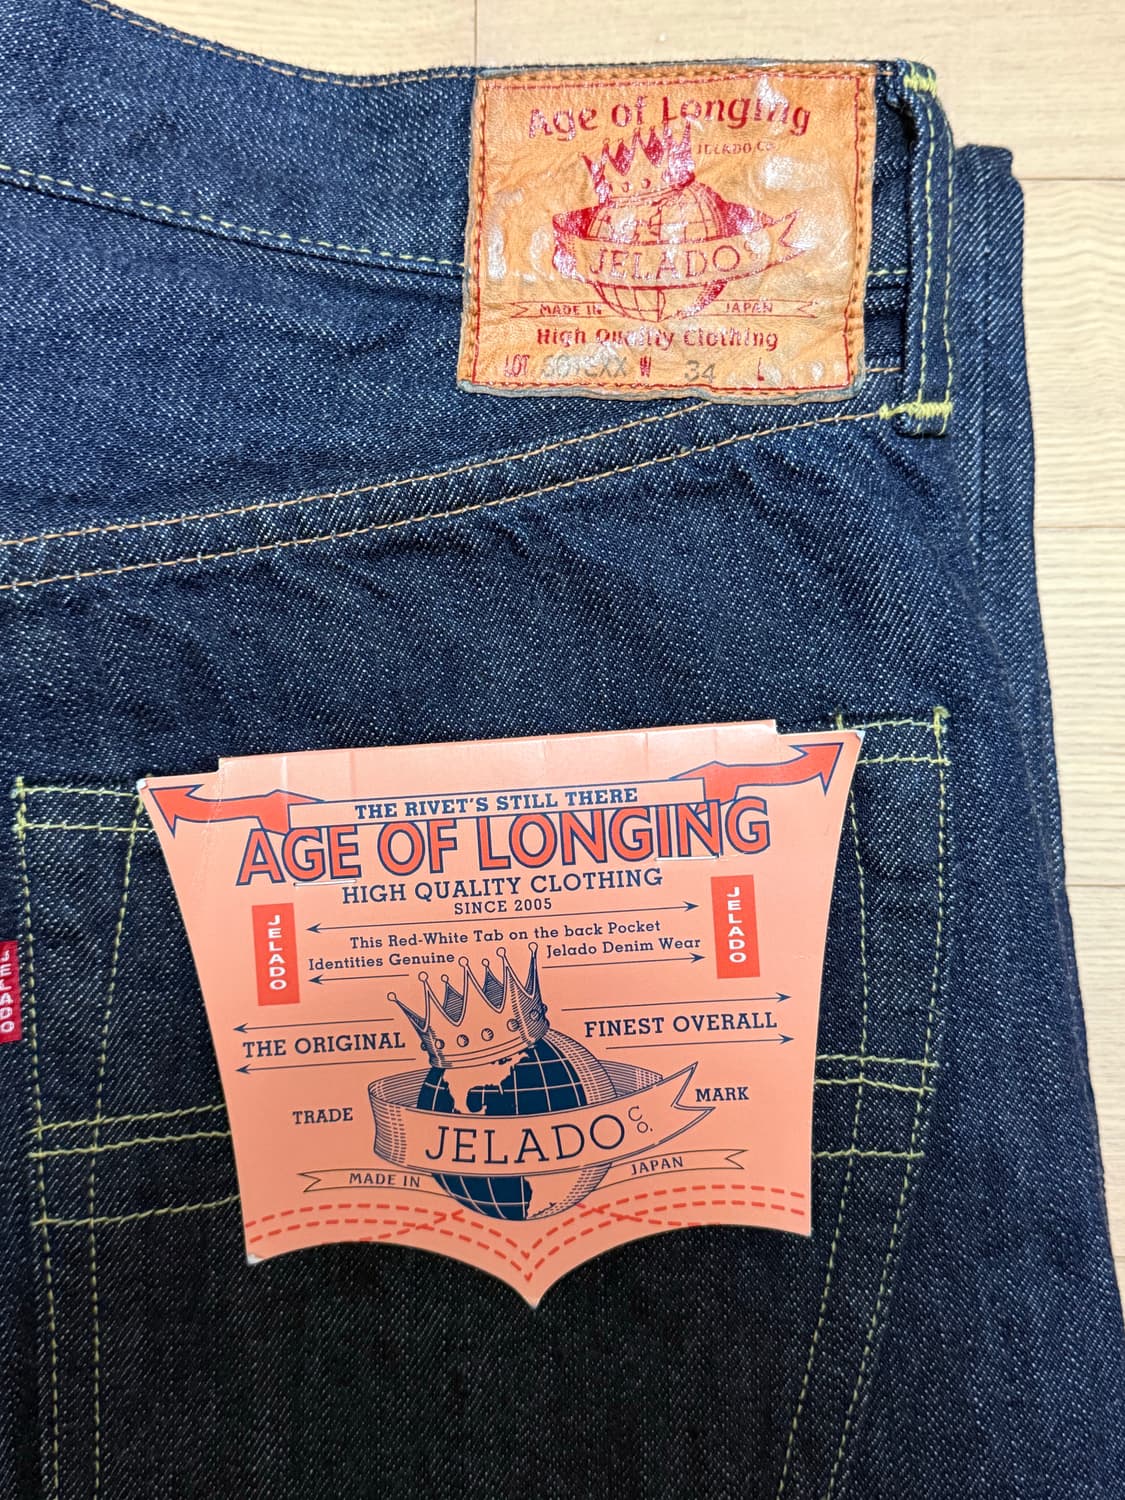 Age of Longing
JELADO CO.
JELADO Co
MADE IN JAPAN
High Quality Clothing
LOT W 34 L
THE RIVET'S STILL THERE
AGE OF LONGING
HIGH QUALITY CLOTHING
SINCE 2005
JELADO
JELADO
This Red-White Tab on the back Pocket
Identities Genuine Jelado Denim Wear
THE ORIGINAL FINEST OVERALL
TRADE MARK
JELADO Co.
MADE IN JAPAN
JELADO